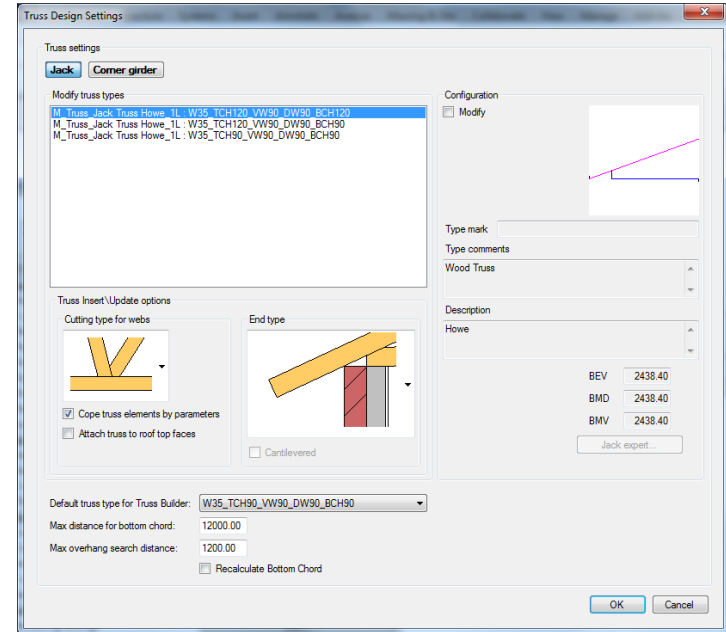 Truss Design Settings
Truss settings
Jack
Corner girder
Modify truss types
M_Truss_Jack Truss Howe_1L : W35_TCH120_VW90_DW90_BCH120
M_Truss_Jack Truss Howe_1L : W35_TCH120_VW90_DW90_BCH90
M_Truss_Jack Truss Howe_1L : W35_TCH90_VW90_DW90_BCH90
Configuration
Modify
Type mark
Type comments
Wood Truss
Description
Howe
BEV 2438.40
BMD 2438.40
BMV 2438.40
Jack expert...
Truss Insert\Update options
Cutting type for webs
Cope truss elements by parameters
Attach truss to roof top faces
End type
Cantilevered
Default truss type for Truss Builder: W35_TCH90_VW90_DW90_BCH90
Max distance for bottom chord: 12000.00
Max overhang search distance: 1200.00
Recalculate Bottom Chord
OK
Cancel